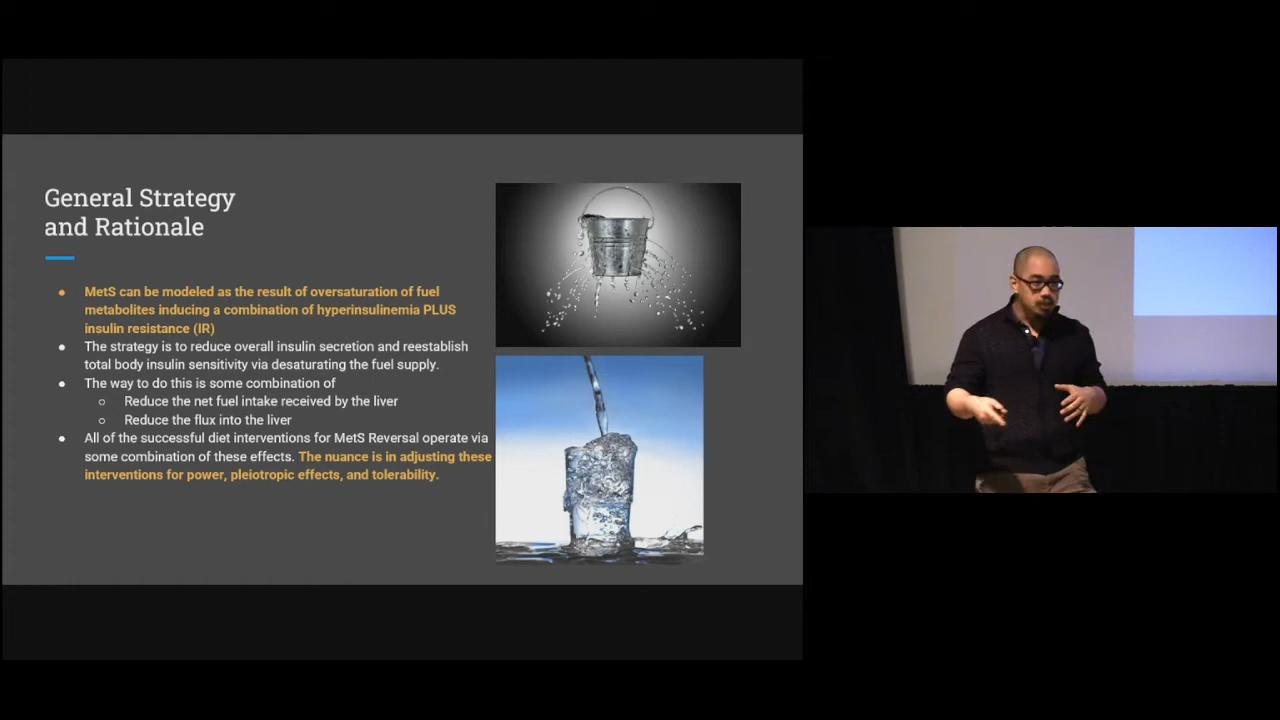 General Strategy
and Rationale
● MetS can be modeled as the result of oversaturation of fuel
metabolites inducing a combination of hyperinsulinemia PLUS
insulin resistance (IR)
● The strategy is to reduce overall insulin secretion and reestablish
total body insulin sensitivity via desaturating the fuel supply.
● The way to do this is some combination of
○ Reduce the net fuel intake received by the liver
○ Reduce the flux into the liver
● All of the successful diet interventions for MetS Reversal operate via
some combination of these effects. The nuance is in adjusting these
interventions for power, pleiotropic effects, and tolerability.